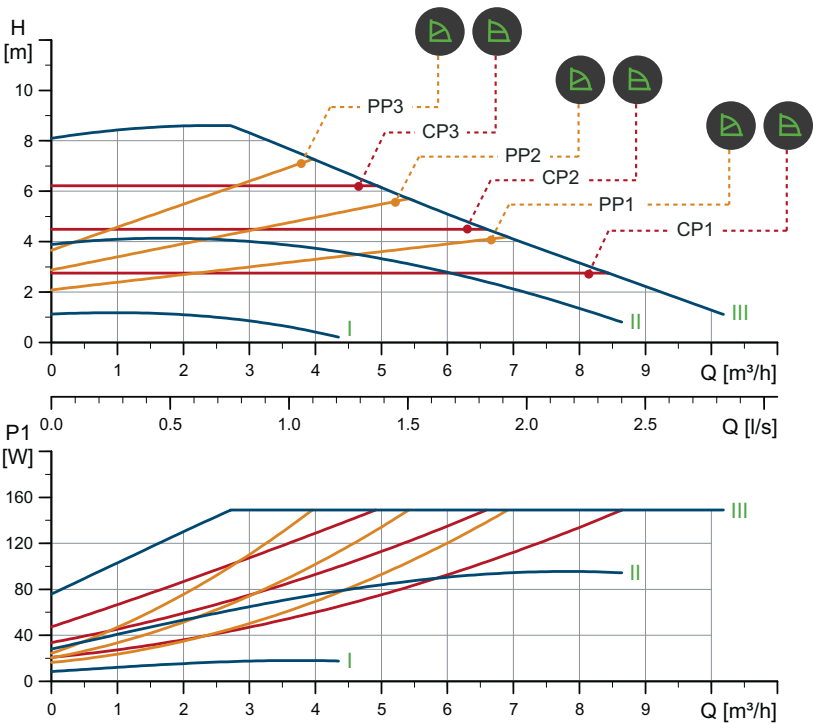 H
[m]
10
8
6
4
2
0
PP3
CP3
PP2
CP2
PP1
CP1
I
II
III
0 1 2 3 4 5 6 7 8 9 Q [m³/h]
0.0 0.5 1.0 1.5 2.0 2.5 Q [l/s]
P1
[W]
160
120
80
40
0
III
II
I
0 1 2 3 4 5 6 7 8 9 Q [m³/h]